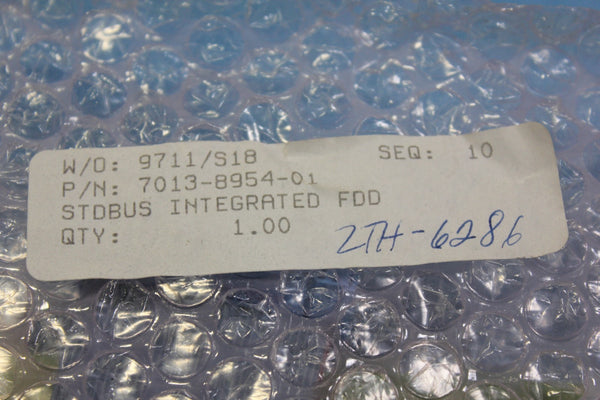 W/O: 9711/S18 SEQ: 10
P/N: 7013-8954-01
STDBUS INTEGRATED FDD
QTY: 1.00 ZTH-6286